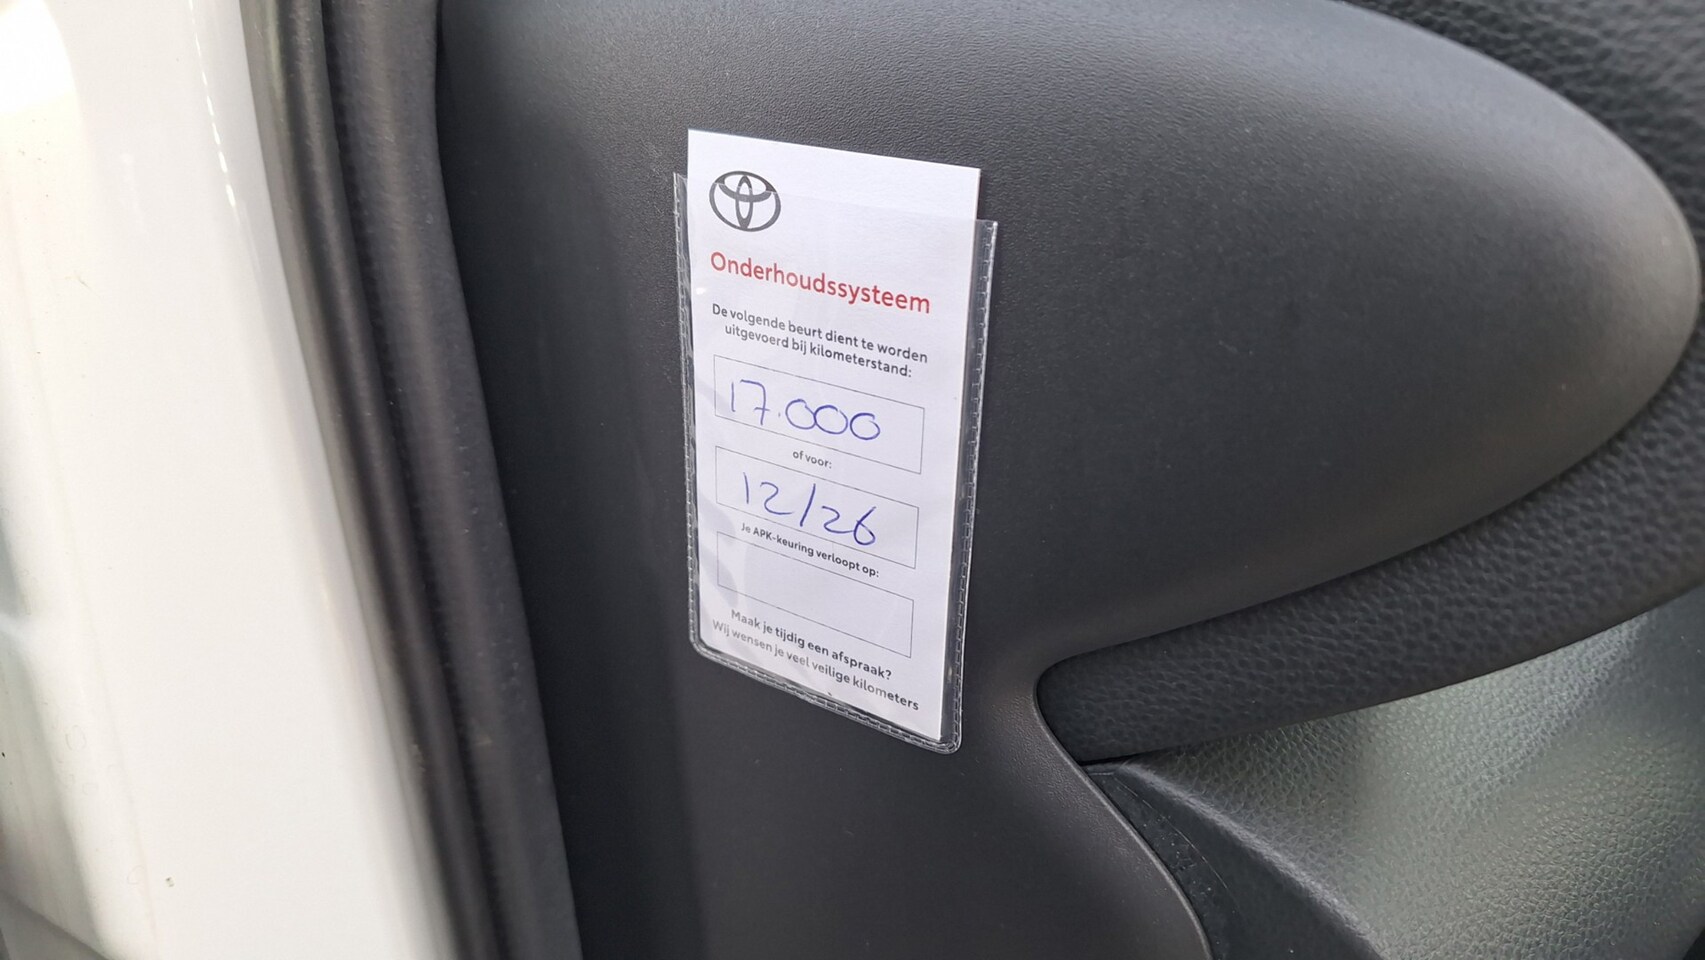 Onderhoudssysteem
De volgende beurt dient te worden
uitgevoerd bij kilometerstand:
17.000
of voor:
12/26
Je APK-keuring verloopt op:
Maak je tijdig een afspraak?
Wij wensen je veel veilige kilometers